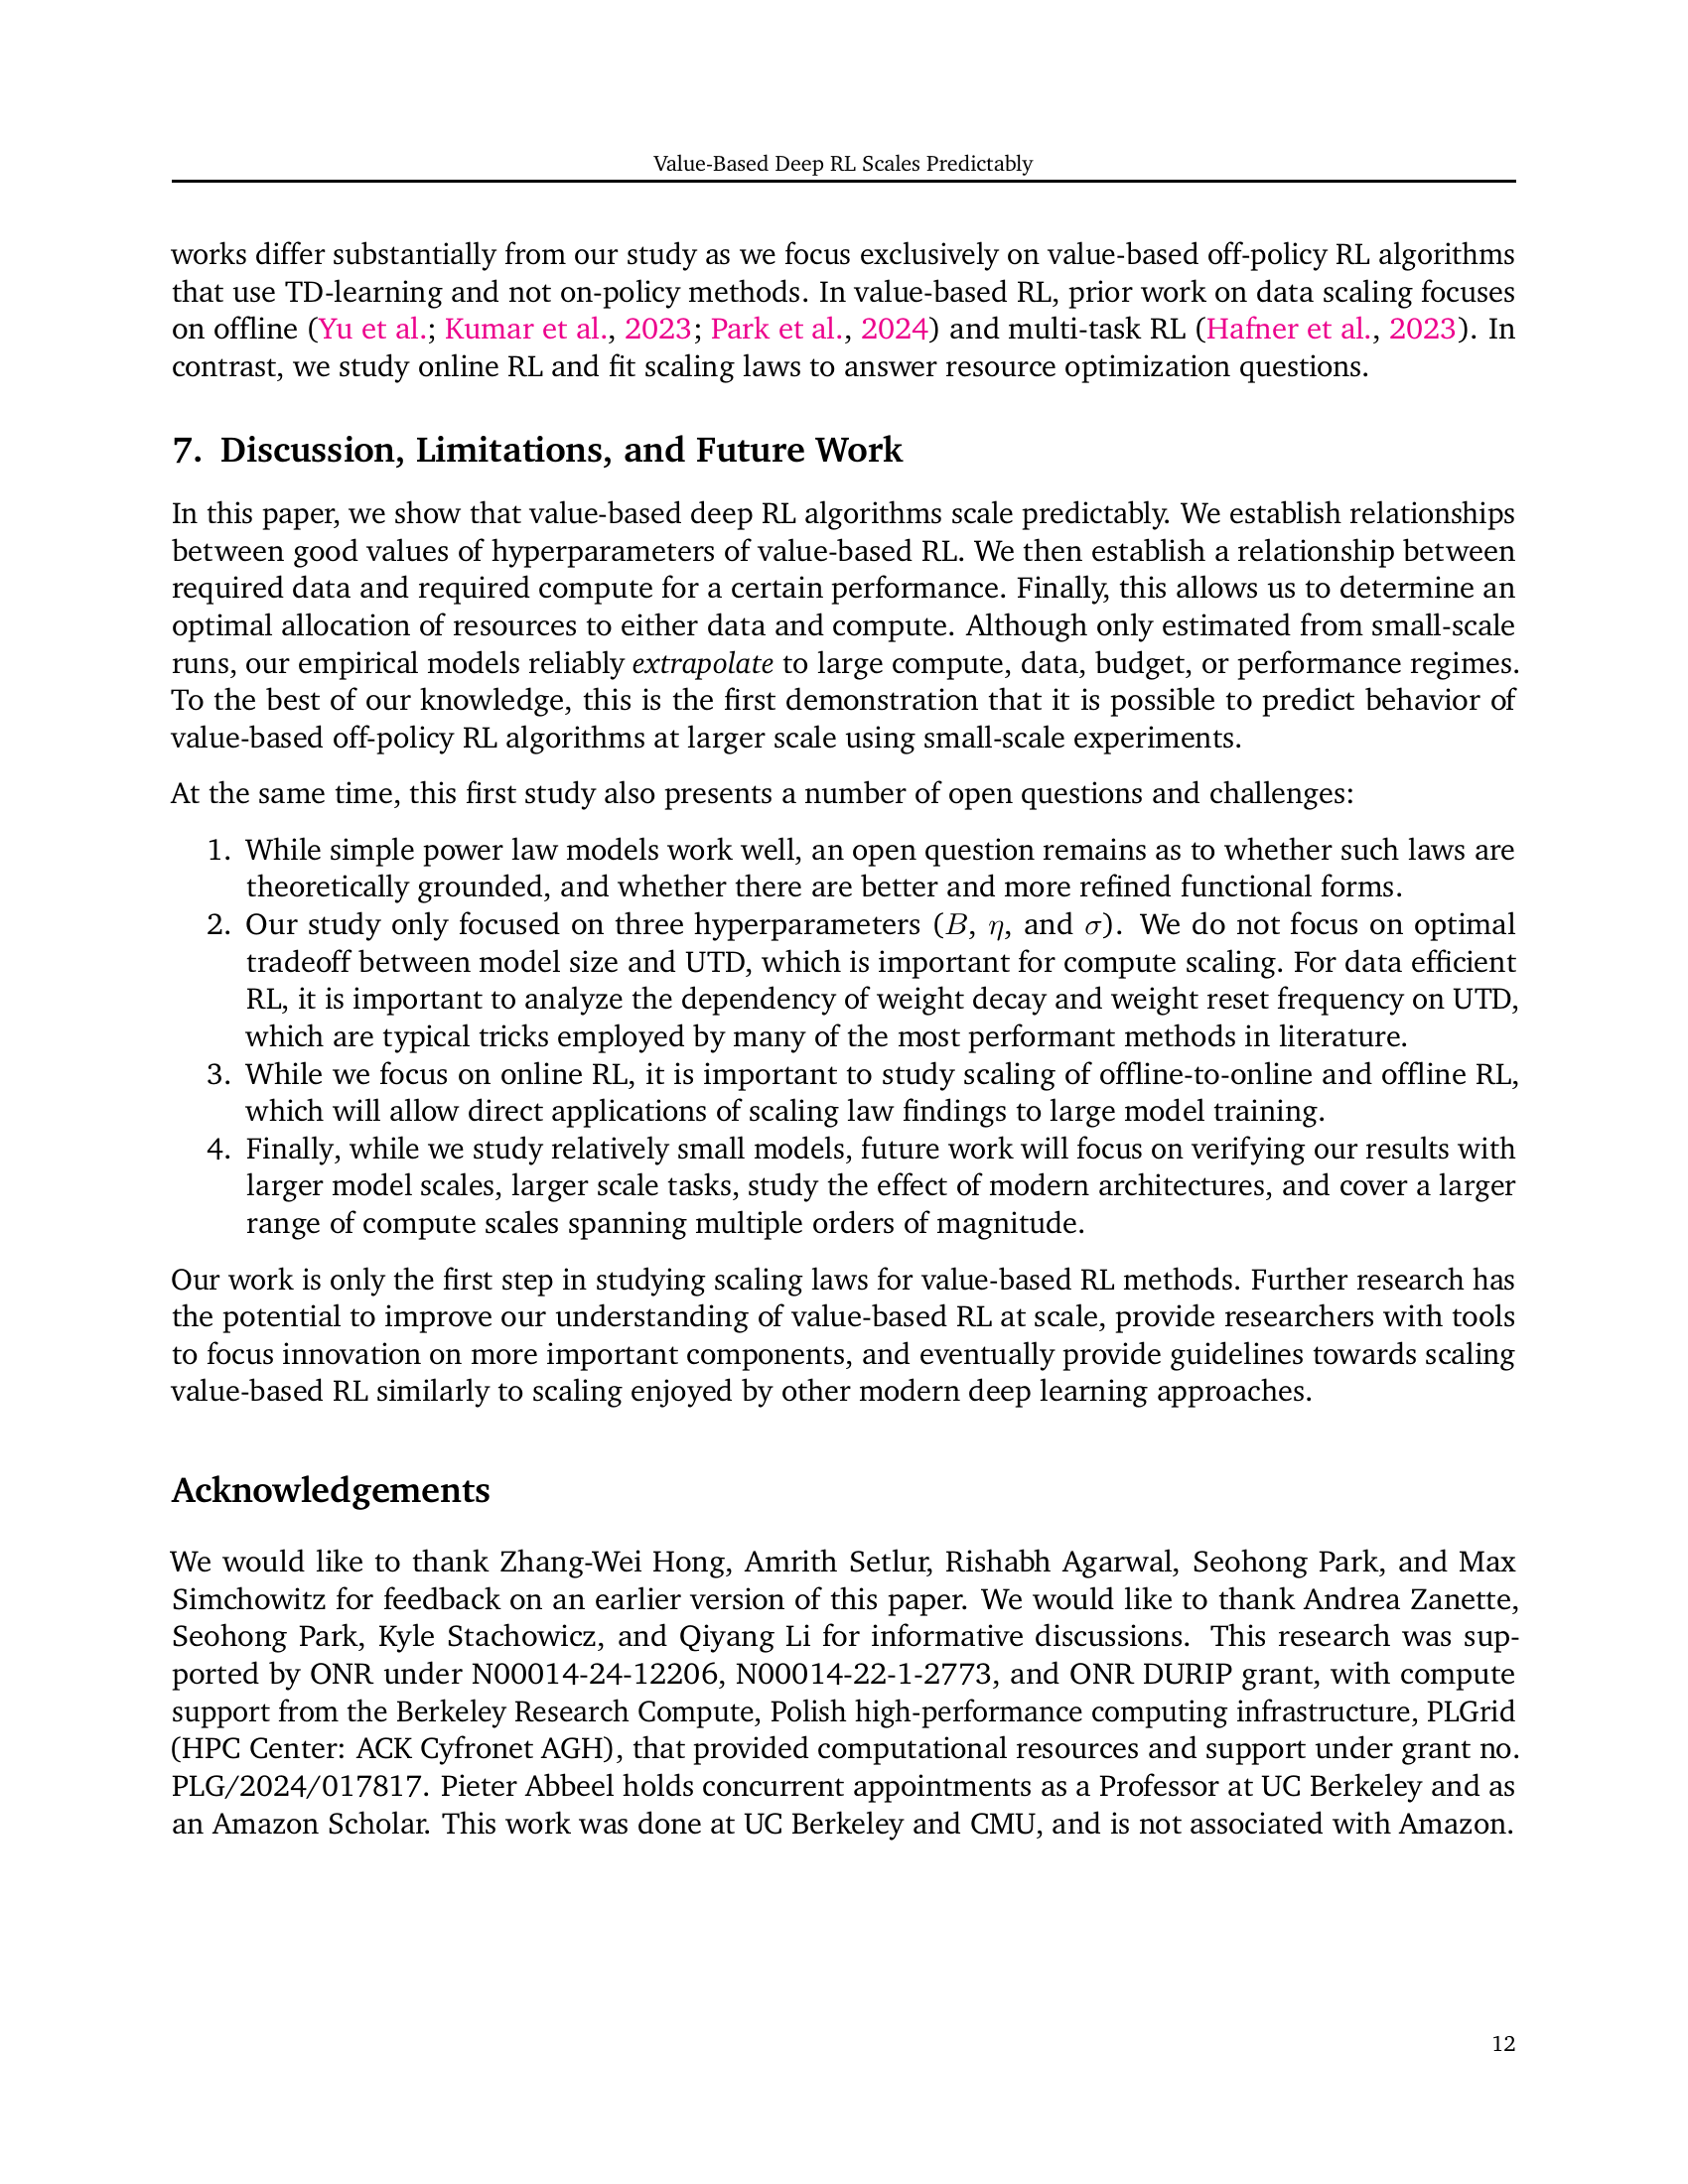 Value-Based Deep RL Scales Predictably
works differ substantially from our study as we focus exclusively on value-based off-policy RL algorithms
that use TD-learning and not on-policy methods. In value-based RL, prior work on data scaling focuses
on offline (Yu et al.; Kumar et al., 2023; Park et al., 2024) and multi-task RL (Hafner et al., 2023). In
contrast, we study online RL and fit scaling laws to answer resource optimization questions.
7. Discussion, Limitations, and Future Work
In this paper, we show that value-based deep RL algorithms scale predictably. We establish relationships
between good values of hyperparameters of value-based RL. We then establish a relationship between
required data and required compute for a certain performance. Finally, this allows us to determine an
optimal allocation of resources to either data and compute. Although only estimated from small-scale
runs, our empirical models reliably extrapolate to large compute, data, budget, or performance regimes.
To the best of our knowledge, this is the first demonstration that it is possible to predict behavior of
value-based off-policy RL algorithms at larger scale using small-scale experiments.
At the same time, this first study also presents a number of open questions and challenges:
1. While simple power law models work well, an open question remains as to whether such laws are
theoretically grounded, and whether there are better and more refined functional forms.
2. Our study only focused on three hyperparameters (B, η, and σ). We do not focus on optimal
tradeoff between model size and UTD, which is important for compute scaling. For data efficient
RL, it is important to analyze the dependency of weight decay and weight reset frequency on UTD,
which are typical tricks employed by many of the most performant methods in literature.
3. While we focus on online RL, it is important to study scaling of offline-to-online and offline RL,
which will allow direct applications of scaling law findings to large model training.
4. Finally, while we study relatively small models, future work will focus on verifying our results with
larger model scales, larger scale tasks, study the effect of modern architectures, and cover a larger
range of compute scales spanning multiple orders of magnitude.
Our work is only the first step in studying scaling laws for value-based RL methods. Further research has
the potential to improve our understanding of value-based RL at scale, provide researchers with tools
to focus innovation on more important components, and eventually provide guidelines towards scaling
value-based RL similarly to scaling enjoyed by other modern deep learning approaches.
Acknowledgements
We would like to thank Zhang-Wei Hong, Amrith Setlur, Rishabh Agarwal, Seohong Park, and Max
Simchowitz for feedback on an earlier version of this paper. We would like to thank Andrea Zanette,
Seohong Park, Kyle Stachowicz, and Qiyang Li for informative discussions. This research was sup-
ported by ONR under N00014-24-12206, N00014-22-1-2773, and ONR DURIP grant, with compute
support from the Berkeley Research Compute, Polish high-performance computing infrastructure, PLGrid
(HPC Center: ACK Cyfronet AGH), that provided computational resources and support under grant no.
PLG/2024/017817. Pieter Abbeel holds concurrent appointments as a Professor at UC Berkeley and as
an Amazon Scholar. This work was done at UC Berkeley and CMU, and is not associated with Amazon.
12